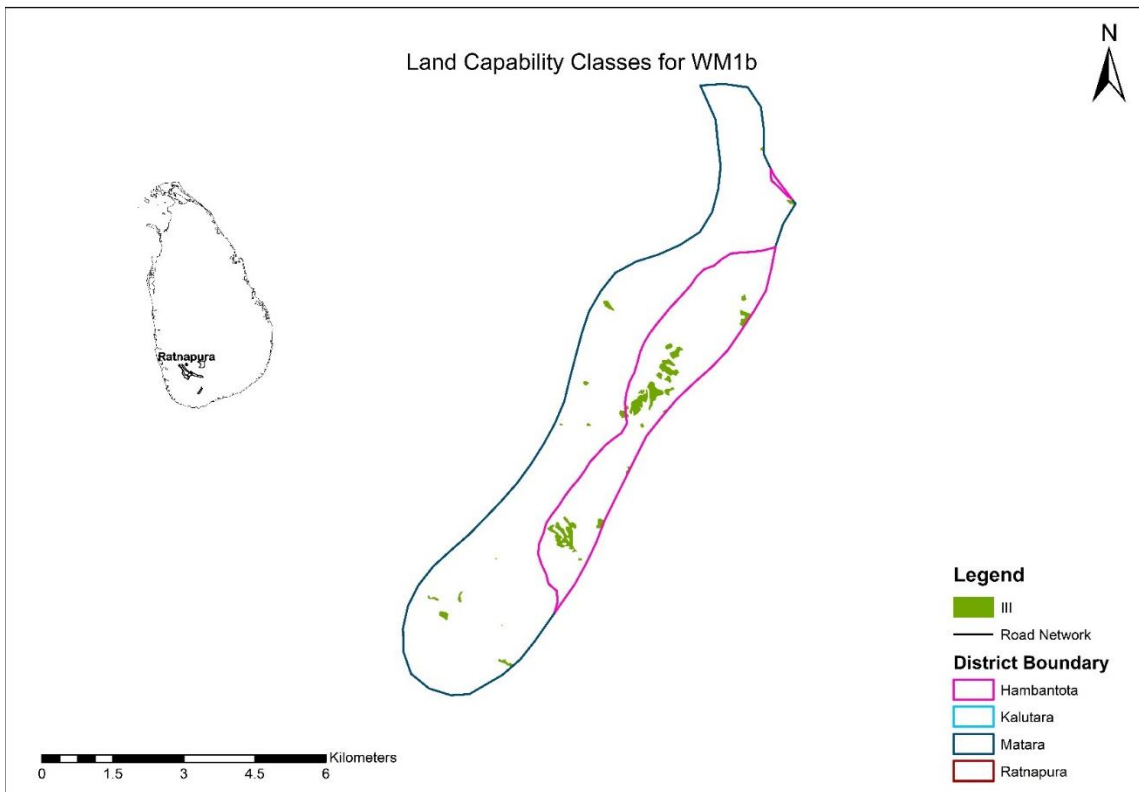 N
Land Capability Classes for WM1b
Ratnapura
Legend
III
Road Network
District Boundary
Hambantota
Kalutara
Matara
Ratnapura
Kilometers
0 1.5 3 4.5 6